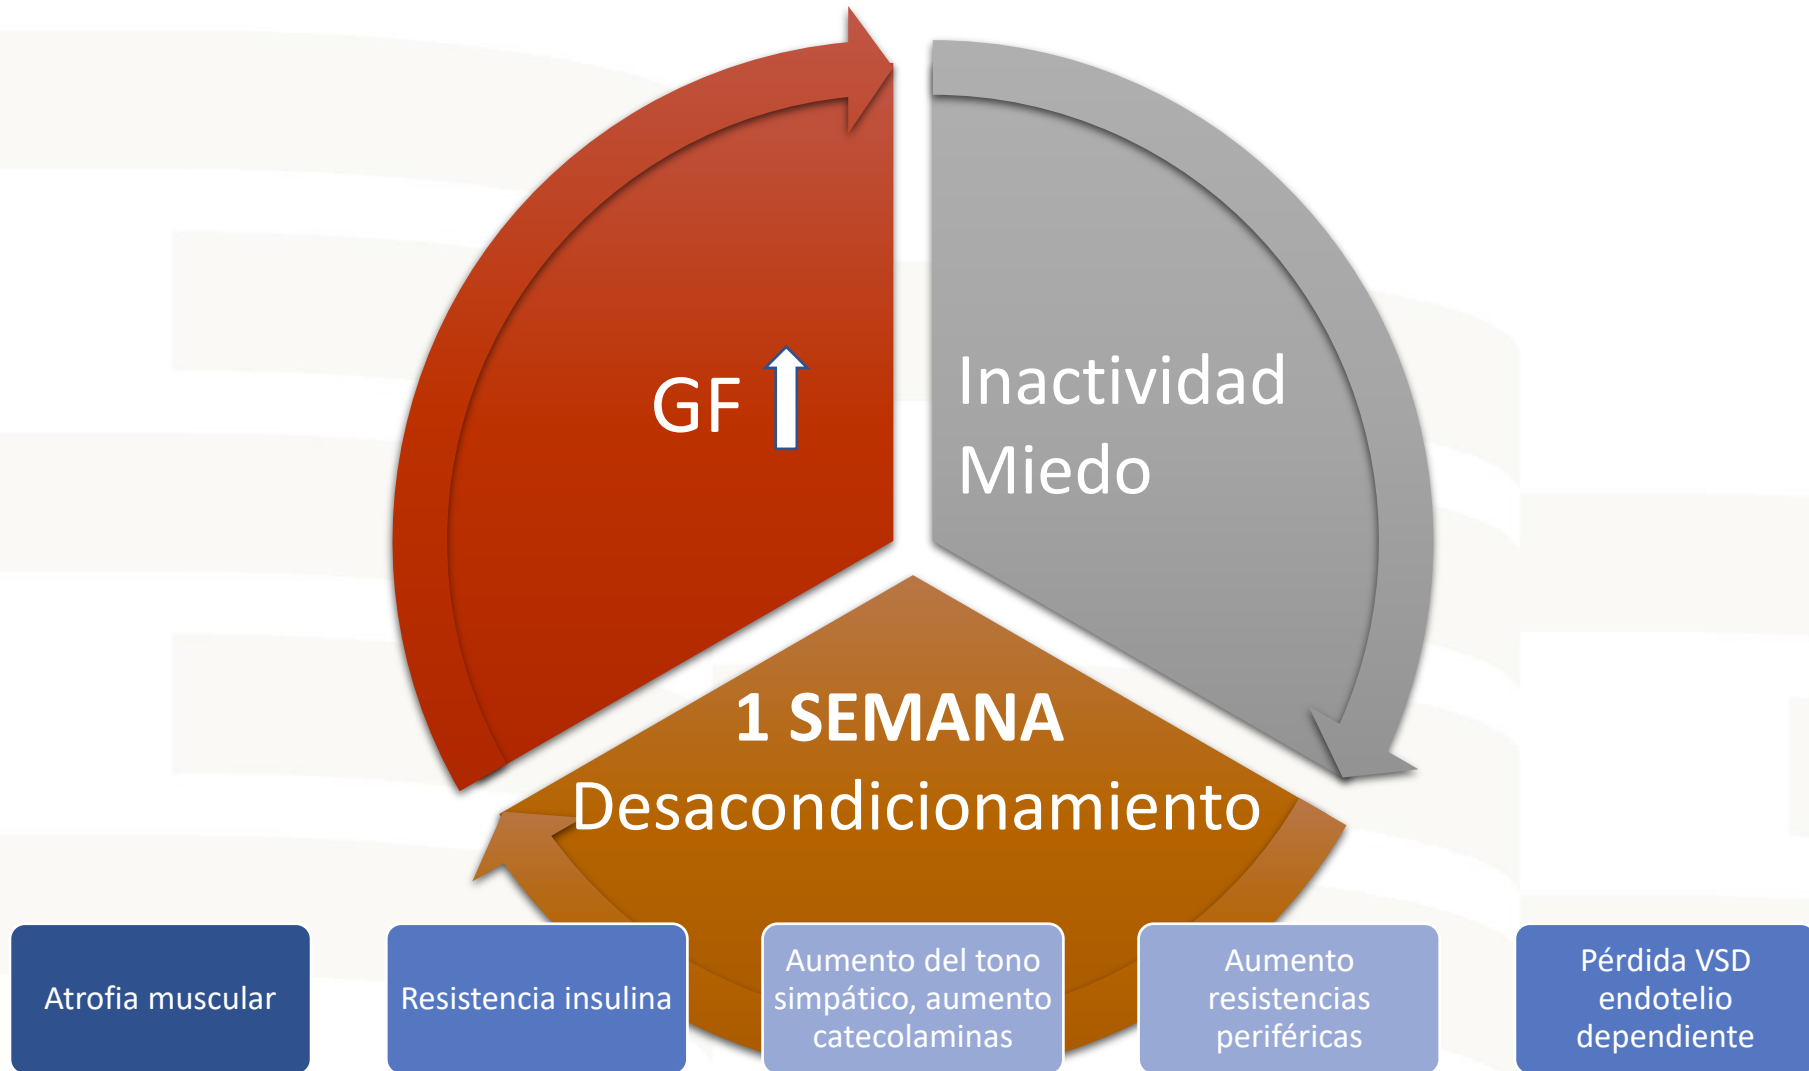 GF
Inactividad
Miedo
1 SEMANA
Desacondicionamiento
Atrofia muscular
Resistencia insulina
Aumento del tono
simpático, aumento
catecolaminas
Aumento
resistencias
periféricas
Pérdida VSD
endotelio
dependiente